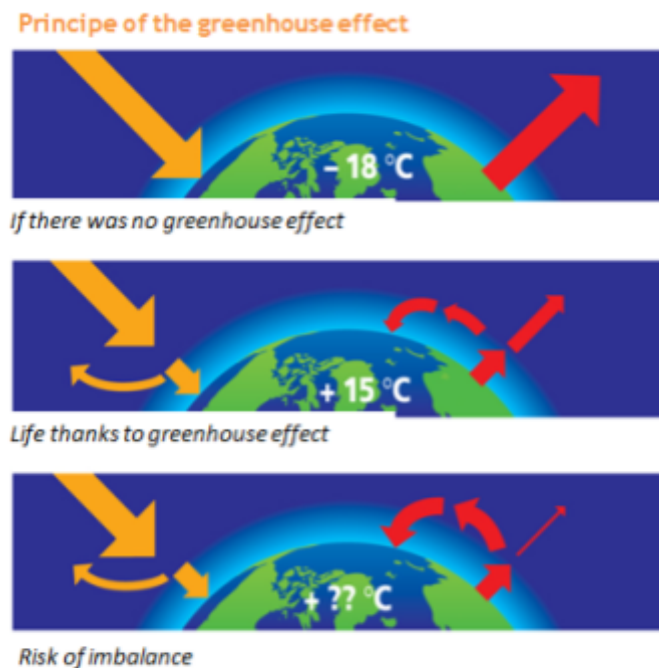 Principe of the greenhouse effect
– 18 °C
If there was no greenhouse effect
+ 15 °C
Life thanks to greenhouse effect
+ ?? °C
Risk of imbalance